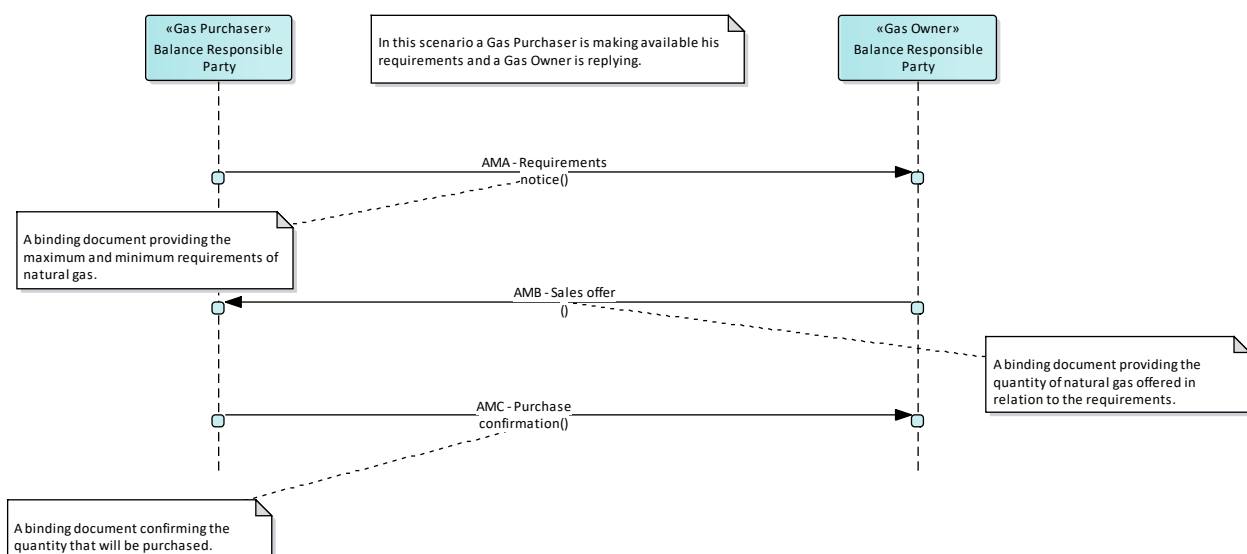 «Gas Purchaser»
Balance Responsible
Party
In this scenario a Gas Purchaser is making available his
requirements and a Gas Owner is replying.
«Gas Owner»
Balance Responsible
Party
AMA - Requirements
notice()
A binding document providing the
maximum and minimum requirements of
natural gas.
AMB - Sales offer
()
A binding document providing the
quantity of natural gas offered in
relation to the requirements.
AMC - Purchase
confirmation()
A binding document confirming the
quantity that will be purchased.